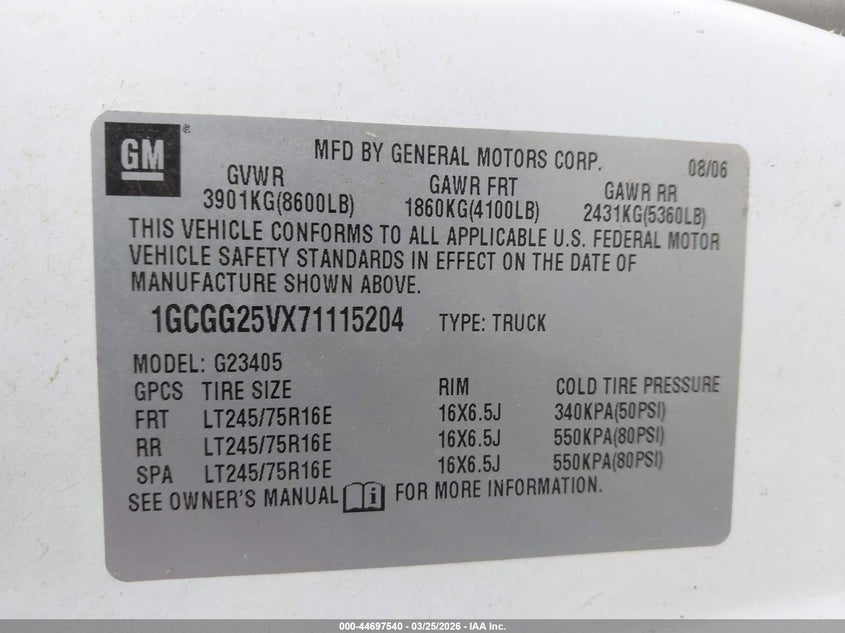 GM ®
MFD BY GENERAL MOTORS CORP. 08/06
GVWR GAWR FRT GAWR RR
3901KG(8600LB) 1860KG(4100LB) 2431KG(5360LB)
THIS VEHICLE CONFORMS TO ALL APPLICABLE U.S. FEDERAL MOTOR
VEHICLE SAFETY STANDARDS IN EFFECT ON THE DATE OF
MANUFACTURE SHOWN ABOVE.
1GCGG25VX71115204 TYPE: TRUCK
MODEL: G23405
GPCS TIRE SIZE RIM COLD TIRE PRESSURE
FRT LT245/75R16E 16X6.5J 340KPA(50PSI)
RR LT245/75R16E 16X6.5J 550KPA(80PSI)
SPA LT245/75R16E 16X6.5J 550KPA(80PSI)
SEE OWNER'S MANUAL i FOR MORE INFORMATION.
000-44697540 - 03/25/2026 - IAA Inc.